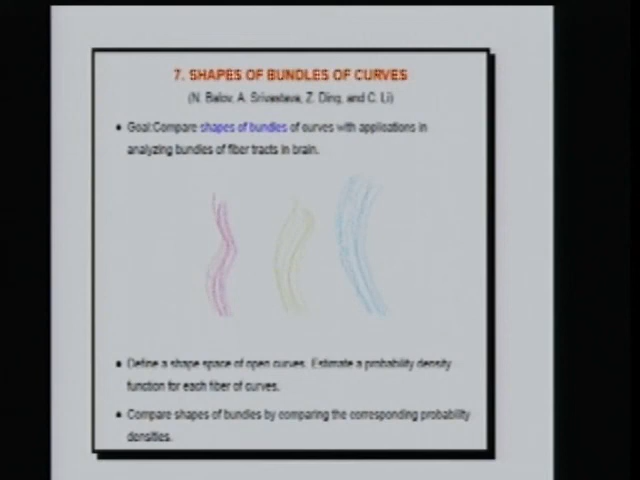 7. SHAPES OF BUNDLES OF CURVES
(N. Balov, A. Srivastava, Z. Ding, and C. Li)
• Goal:Compare shapes of bundles of curves with applications in
analyzing bundles of fiber tracts in brain.
• Define a shape space of open curves. Estimate a probability density
function for each fiber of curves.
• Compare shapes of bundles by comparing the corresponding probability
densities.